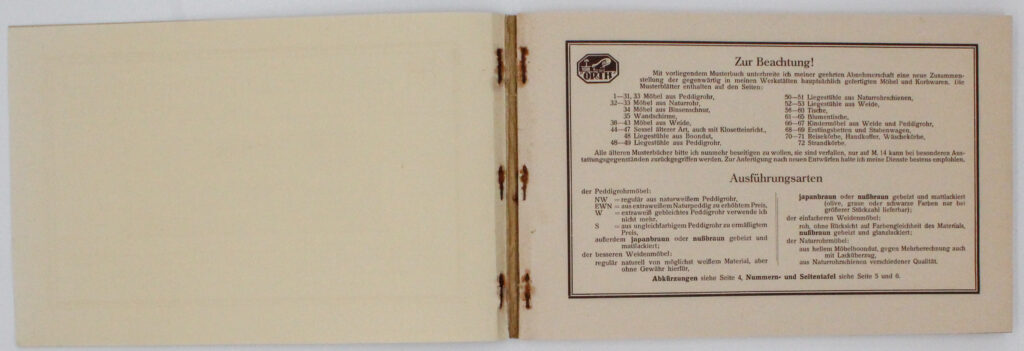 ORTH
Zur Beachtung!
Mit vorliegendem Musterbuch unterbreite ich meiner geehrten Abnehmerschaft eine neue Zusammen-
stellung der gegenwärtig in meinen Werkstätten hauptsächlich gefertigten Möbel und Korbwaren. Die
Musterblätter enthalten auf den Seiten:
1—31, 33 Möbel aus Peddigrohr,
32—33 Möbel aus Naturrohr,
34 Möbel aus Binsenschnur,
35 Wandschirme,
36—43 Möbel aus Weide,
44—47 Sessel älterer Art, auch mit Klosetteinricht.,
48 Liegestühle aus Boondut,
48—49 Liegestühle aus Peddigrohr,
50—51 Liegestühle aus Naturrohrschienen,
52—53 Liegestühle aus Weide,
56—60 Tische,
61—65 Blumentische,
66—67 Kindermöbel aus Weide und Peddigrohr,
68—69 Erstlingsbetten und Stubenwagen,
70—71 Reisekörbe, Handkoffer, Wäschekörbe,
72 Strandkörbe.
Alle älteren Musterbücher bitte ich nunmehr beseitigen zu wollen, sie sind verfallen, nur auf M. 14 kann bei besonderen Aus-
stattungsgegenständen zurückgegriffen werden. Zur Anfertigung nach neuen Entwürfen halte ich meine Dienste bestens empfohlen.
Ausführungsarten
der Peddigrohrmöbel:
NW = regulär aus naturweißem Peddigrohr,
EWN = aus extraweißem Naturpeddig zu erhöhtem Preis,
W = extraweiß gebleichtes Peddigrohr verwende ich
nicht mehr.
S = aus ungleichfarbigem Peddigrohr zu ermäßigtem
Preis,
außerdem japanbraun oder nußbraun gebeizt und
mattlackiert;
der besseren Weidenmöbel:
regulär naturell von möglichst weißem Material, aber
ohne Gewähr hierfür,
japanbraun oder nußbraun gebeizt und mattlackiert
(olive, graue oder schwarze Farben nur bei
größerer Stückzahl lieferbar);
der einfacheren Weidenmöbel:
roh, ohne Rücksicht auf Farbengleichheit des Materials,
nußbraun gebeizt und glanzlackiert;
der Naturrohrmöbel:
aus hellem Möbelboondut, gegen Mehrberechnung auch
mit Lacküberzug,
aus Naturrohrschienen verschiedener Qualität.
Abkürzungen siehe Seite 4, Nummern- und Seitentafel siehe Seite 5 und 6.